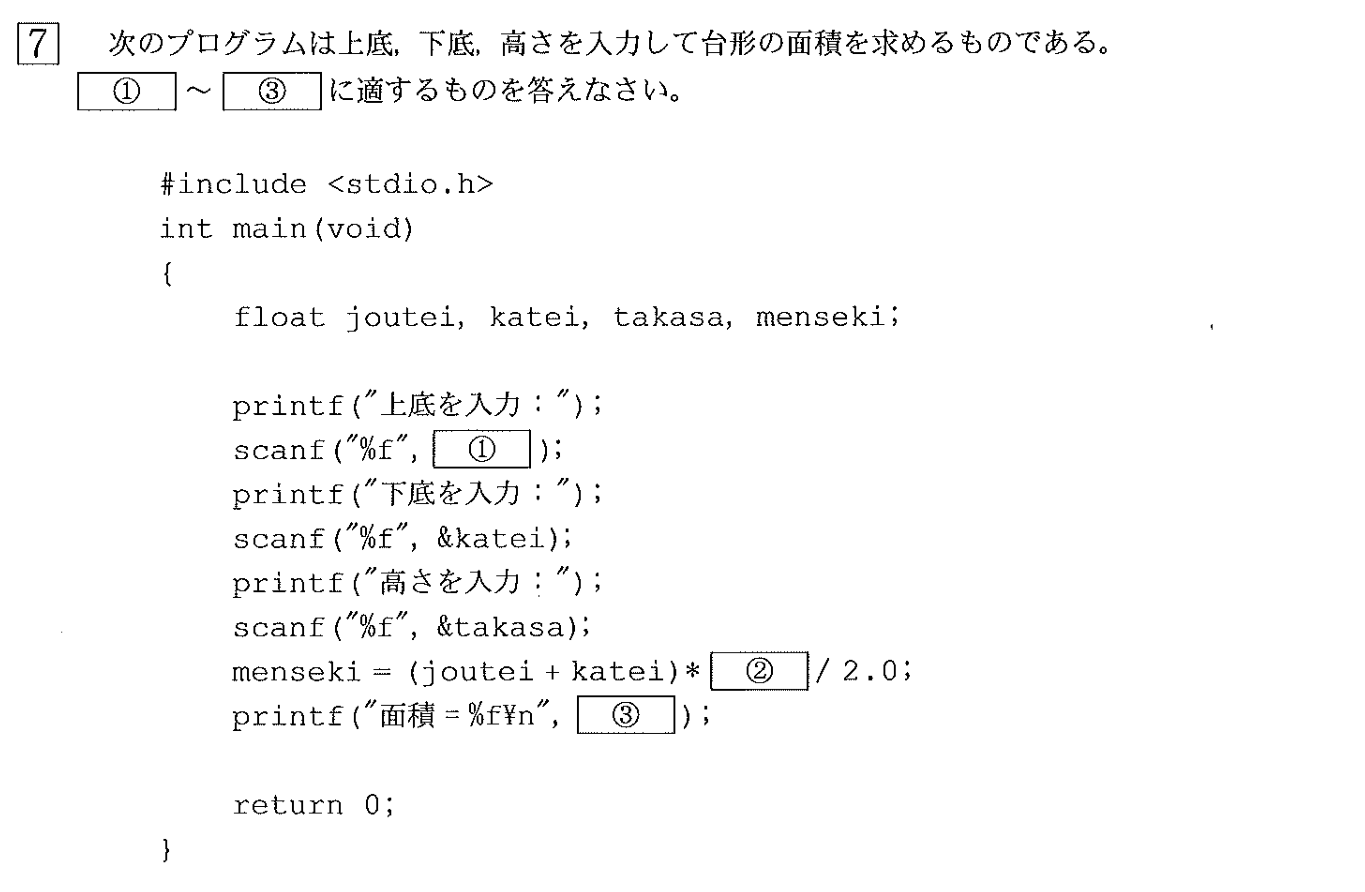 7 次のプログラムは上底, 下底, 高さを入力して台形の面積を求めるものである。
① ～ ③ に適するものを答えなさい。
#include <stdio.h>
int main(void)
{
float joutei, katei, takasa, menseki;
printf("上底を入力：");
scanf("%f", ① );
printf("下底を入力：");
scanf("%f", &katei);
printf("高さを入力：");
scanf("%f", &takasa);
menseki = (joutei + katei)* ② / 2.0;
printf("面積 = %f¥n", ③ );
return 0;
}